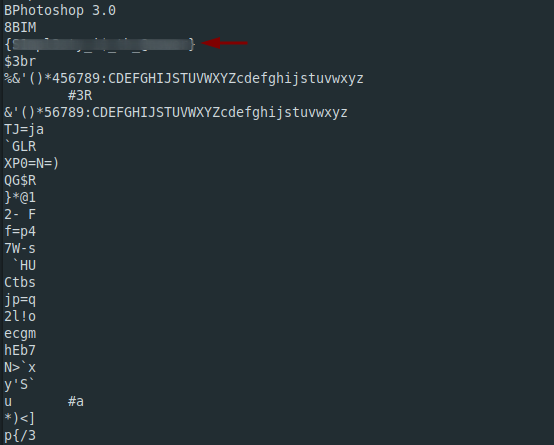 BPhotoshop 3.0
8BIM
{ }
$3br
%&'()*456789:CDEFGHIJSTUVWXYZcdefghijstuvwxyz
#3R
&'()*56789:CDEFGHIJSTUVWXYZcdefghijstuvwxyz
TJ=ja
`GLR
XP0=N=)
QG$R
}*@1
2- F
f=p4
7W-s
`HU
Ctbs
jp=q
2l!o
ecgm
hEb7
N>`x
y'S`
u #a
*)<]
p{/3